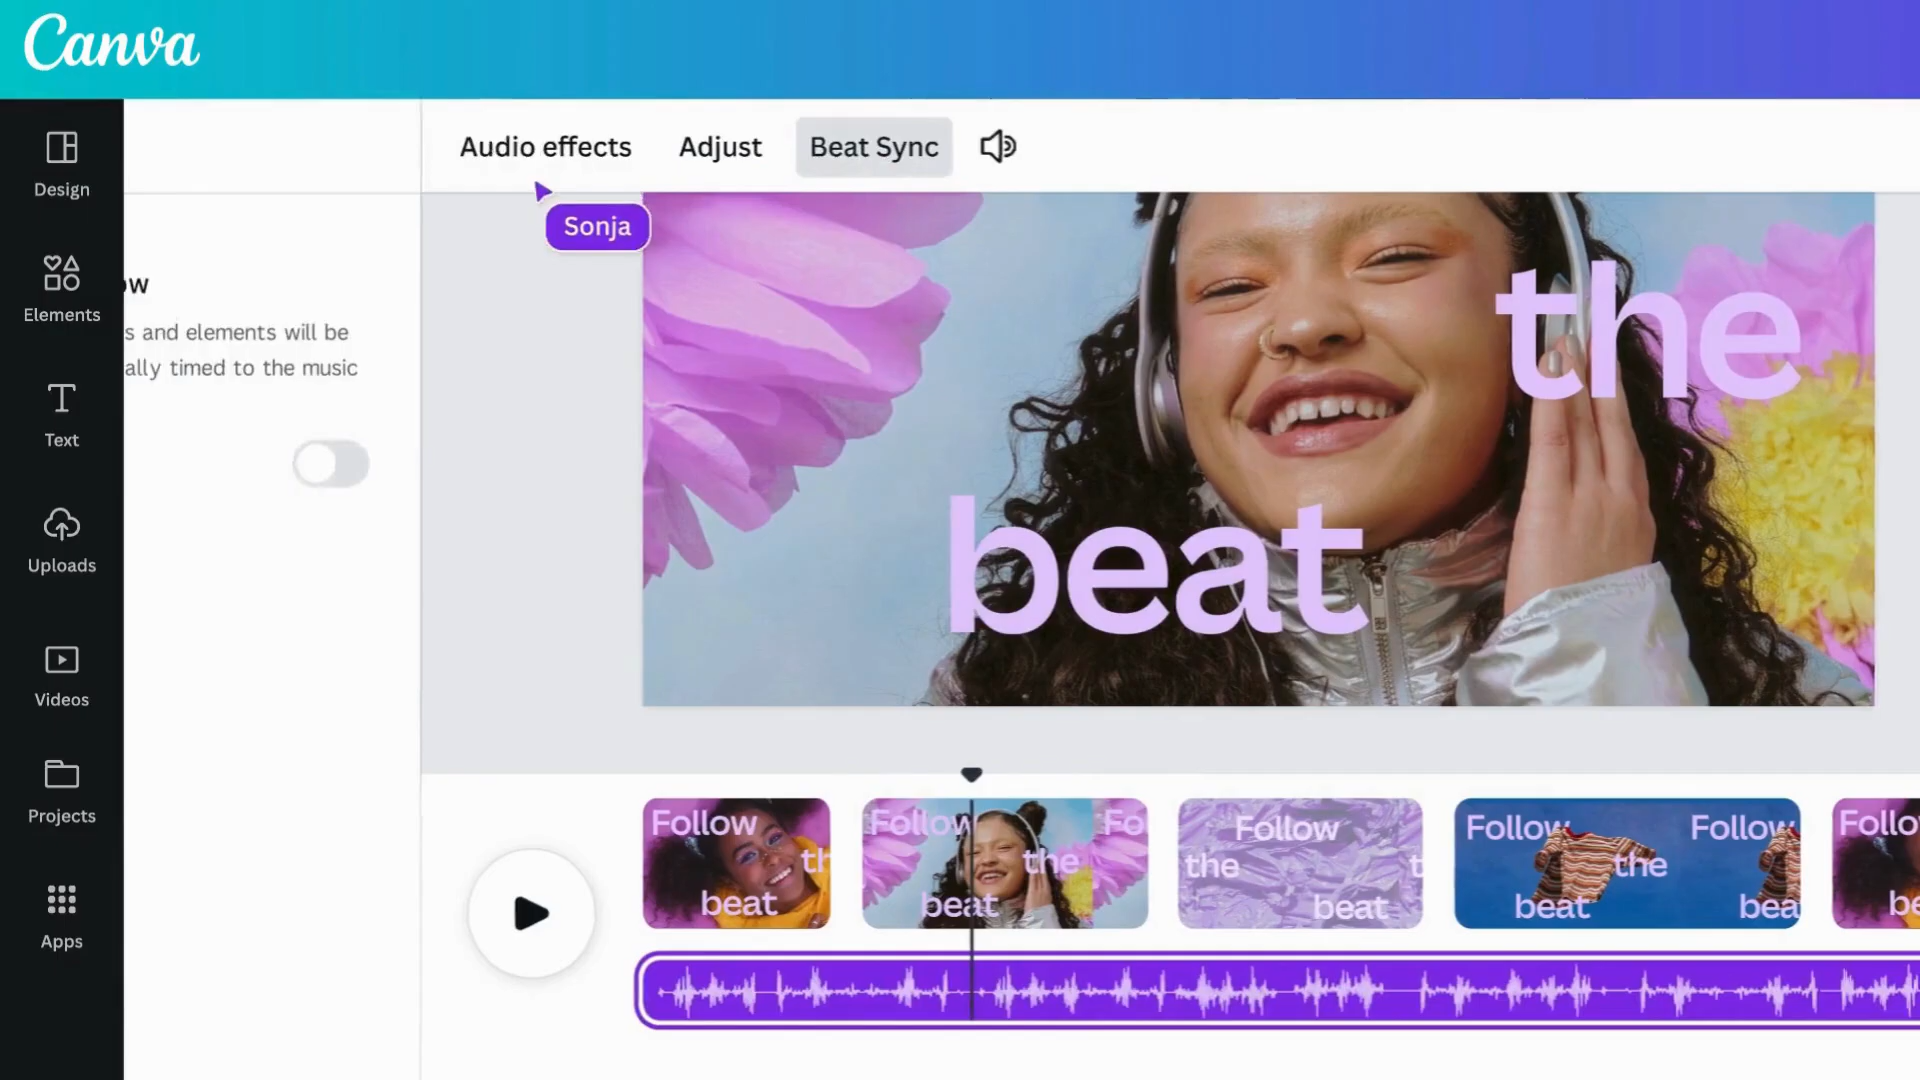 Canva
Design
Elements
Text
Uploads
Videos
Projects
Apps
s and elements will be
ally timed to the music
Audio effects
Adjust
Beat Sync
Sonja
the
beat
Follow
beat
Follow
the
beat
Follow
the
beat
Follow
the
beat
Follow